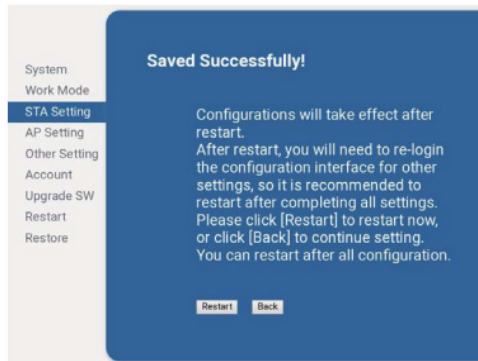 System
Work Mode
STA Setting
AP Setting
Other Setting
Account
Upgrade SW
Restart
Restore
Saved Successfully!
Configurations will take effect after
restart.
After restart, you will need to re-login
the configuration interface for other
settings, so it is recommended to
restart after completing all settings.
Please click [Restart] to restart now,
or click [Back] to continue setting.
You can restart after all configuration.
Restart Back